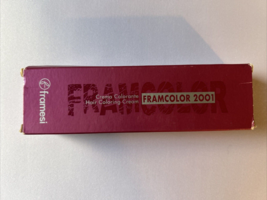 framesi
FRAMCOLOR
Crema Colorante
Hair Coloring Cream
FRAMCOLOR 2001